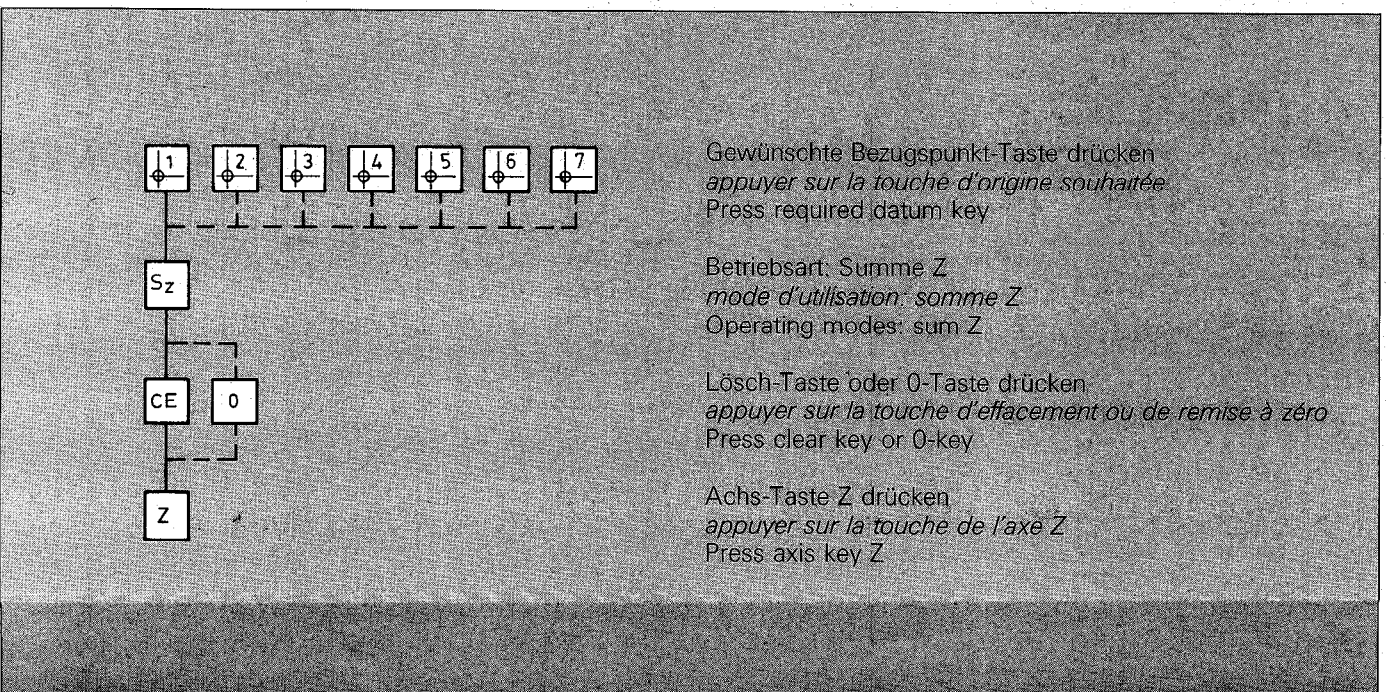 1 2 3 4 5 6 7
Gewünschte Bezugspunkt-Taste drücken
appuyer sur la touche d'origine souhaitée
Press required datum key
Sz
Betriebsart: Summe Z
mode d'utilisation: somme Z
Operating modes: sum Z
CE 0
Lösch-Taste oder 0-Taste drücken
appuyer sur la touche d'effacement ou de remise à zéro
Press clear key or 0-key
Z
Achs-Taste Z drücken
appuyer sur la touche de l'axe Z
Press axis key Z